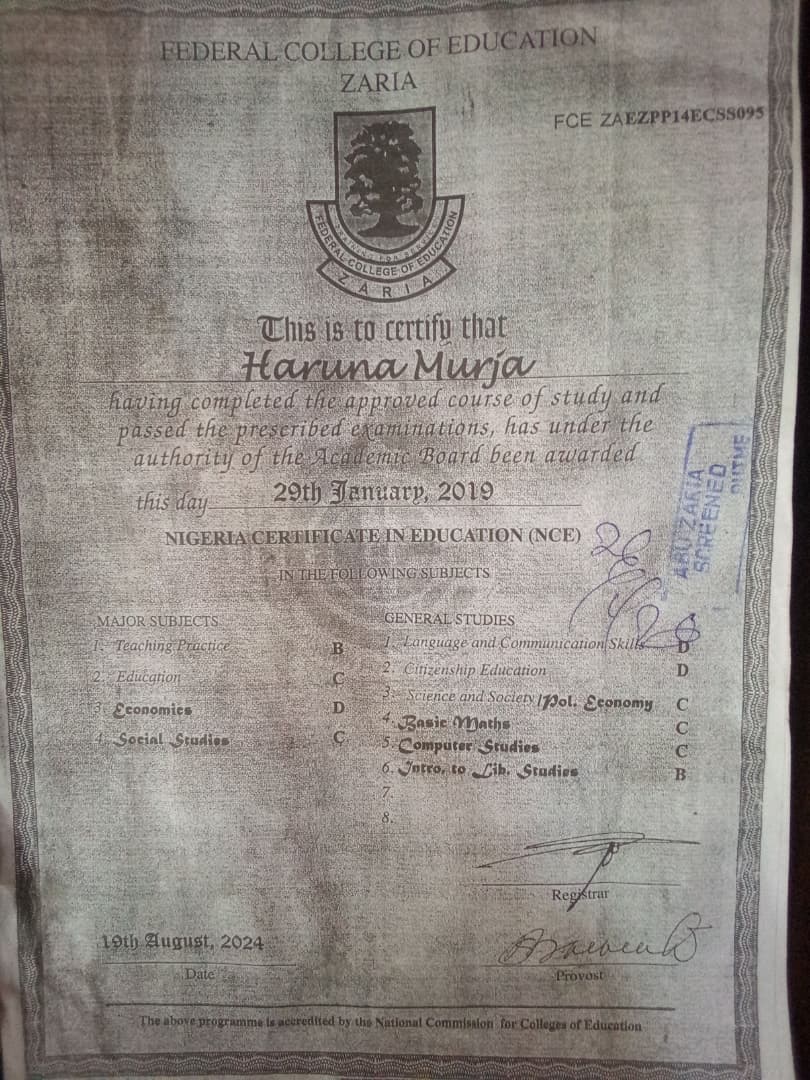 FEDERAL COLLEGE OF EDUCATION
ZARIA
FCE ZAEZPP14ECSS095
FEDERAL COLLEGE OF EDUCATION
ZARIA
This is to certify that
Haruna Murja
having completed the approved course of study and
passed the prescribed examinations, has under the
authority of the Academic Board been awarded
this day 29th January, 2019
NIGERIA CERTIFICATE IN EDUCATION (NCE)
IN THE FOLLOWING SUBJECTS
ABU ZARIA
SCREENED
PUTME
MAJOR SUBJECTS
1. Teaching Practice B
2. Education C
3. Economics D
4. Social Studies C
GENERAL STUDIES
1. Language and Communication Skills D
2. Citizenship Education D
3. Science and Society/Pol. Economy C
4. Basic Maths C
5. Computer Studies C
6. Intro, to Lib. Studies B
7.
8.
Registrar
19th August, 2024
Date
Provost
The above programme is accredited by the National Commission for Colleges of Education